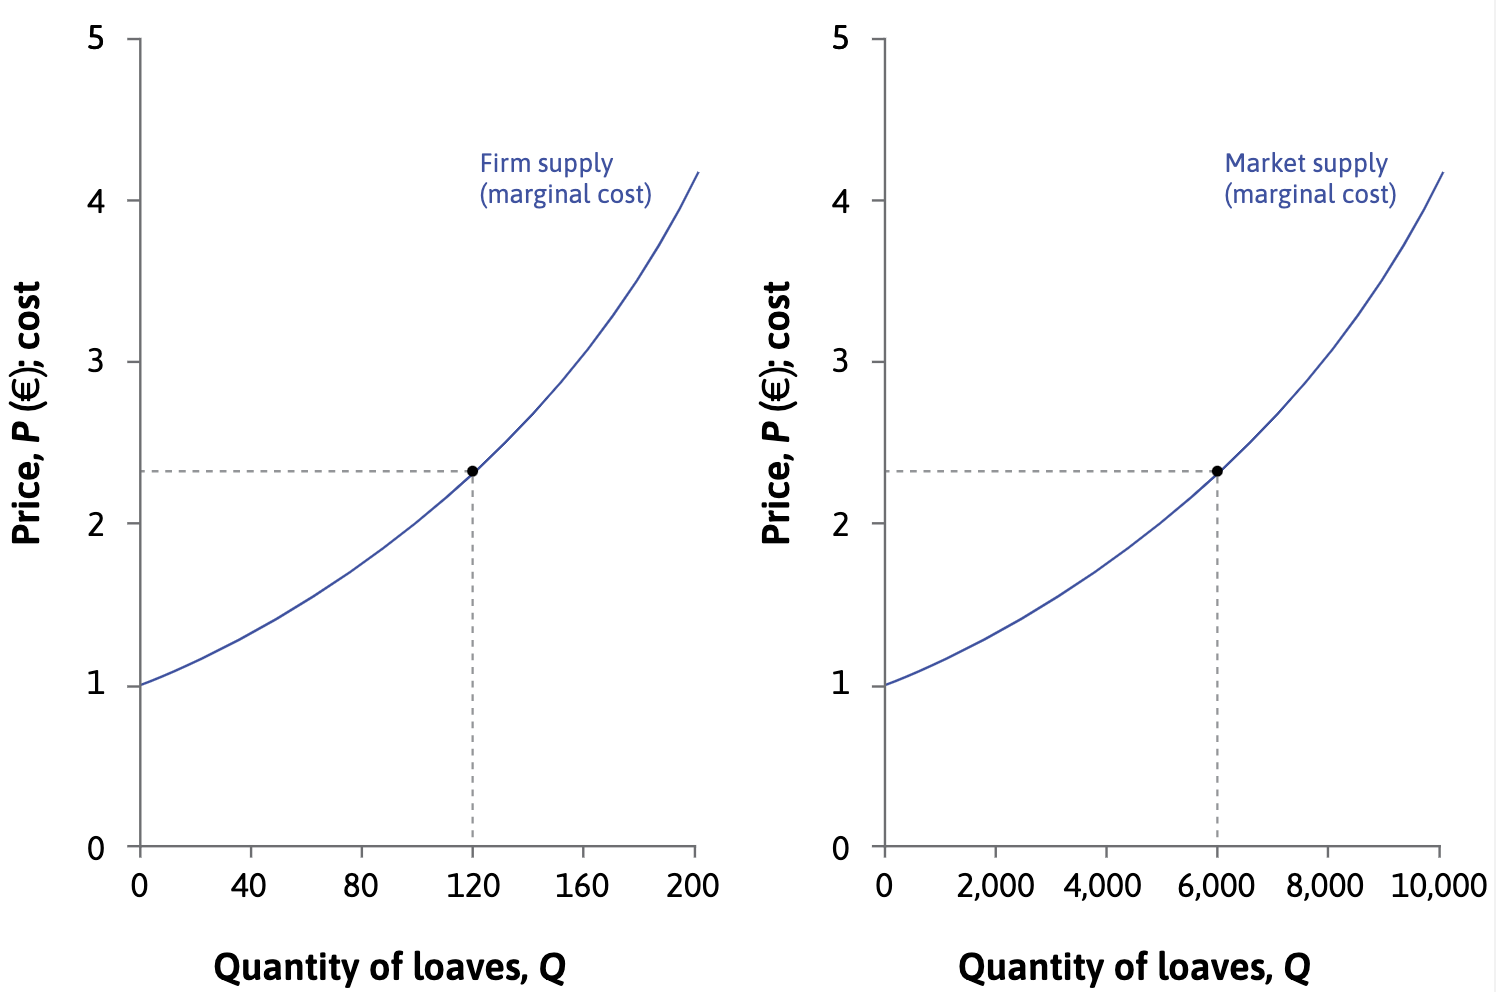 5
4
3
2
1
0
Price, P (€); cost
Firm supply
(marginal cost)
0 40 80 120 160 200
Quantity of loaves, Q
5
4
3
2
1
0
Price, P (€); cost
Market supply
(marginal cost)
0 2,000 4,000 6,000 8,000 10,000
Quantity of loaves, Q